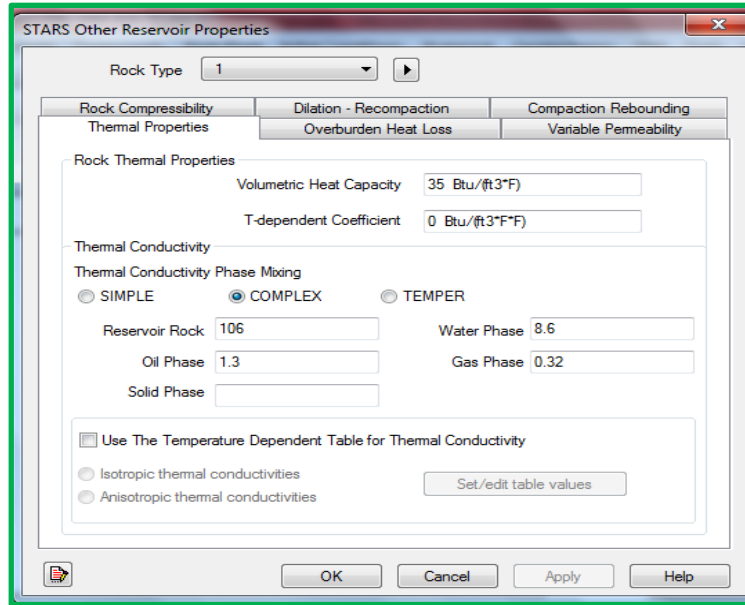 STARS Other Reservoir Properties
Rock Type 1
Rock Compressibility Dilation - Recompaction Compaction Rebounding
Thermal Properties Overburden Heat Loss Variable Permeability
Rock Thermal Properties
Volumetric Heat Capacity 35 Btu/(ft3*F)
T-dependent Coefficient 0 Btu/(ft3*F*F)
Thermal Conductivity
Thermal Conductivity Phase Mixing
SIMPLE COMPLEX TEMPER
Reservoir Rock 106 Water Phase 8.6
Oil Phase 1.3 Gas Phase 0.32
Solid Phase
Use The Temperature Dependent Table for Thermal Conductivity
Isotropic thermal conductivities
Set/edit table values
Anisotropic thermal conductivities
OK Cancel Apply Help